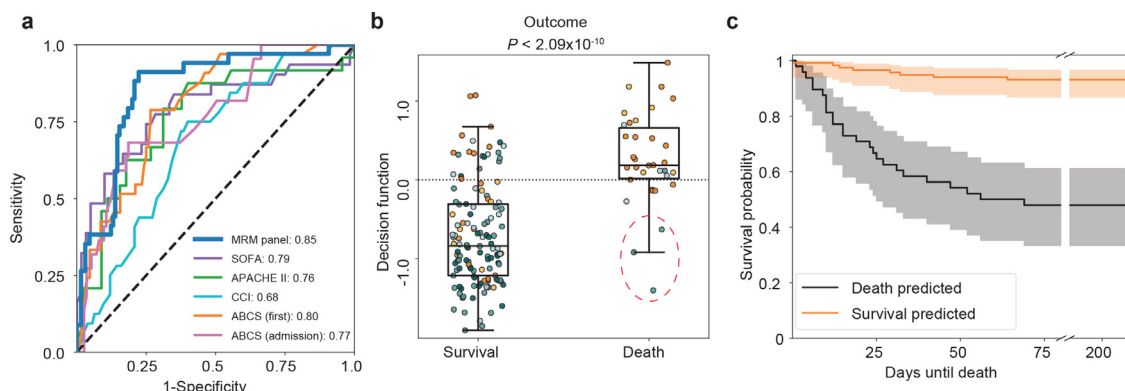 a
1.0
0.75
0.50
0.25
0.0
Sensitivity
MRM panel: 0.85
SOFA: 0.79
APACHE II: 0.76
CCI: 0.68
ABCS (first): 0.80
ABCS (admission): 0.77
0.25
0.50
0.75
1.0
1-Specificity
b
Outcome
P < 2.09x10-10
1.0
0.0
-1.0
Decision function
Survival
Death
c
1
0.8
0.6
0.4
0.2
0
Survival probability
Death predicted
Survival predicted
25
50
75
200
Days until death